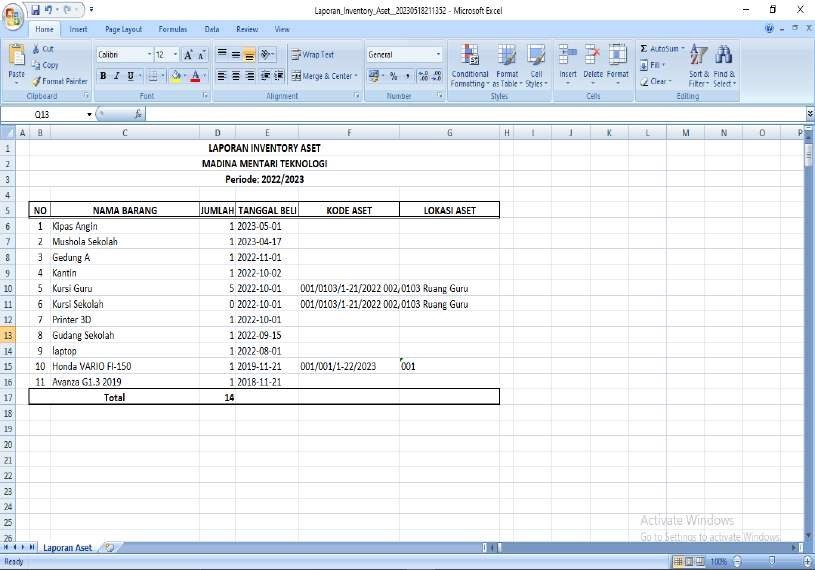 Laporan_Inventory_Aset__20230518211352 - Microsoft Excel
Home Insert Page Layout Formulas Data Review View
Cut
Calibri 12 A A
Wrap Text
General
AutoSum
Copy
Fill
Paste
Format Painter
B I U
Merge & Center
Conditional Formatting
Format as Table
Cell Styles
Insert Delete Format
Clear
Sort & Filter
Find & Select
Clipboard Font Alignment Number Styles Cells Editing
Q13 fx
A B C D E F G H I J K L M N O P
1 LAPORAN INVENTORY ASET
2 MADINA MENTARI TEKNOLOGI
3 Periode: 2022/2023
4
5 NO NAMA BARANG JUMLAH TANGGAL BELI KODE ASET LOKASI ASET
6 1 Kipas Angin 1 2023-05-01
7 2 Mushola Sekolah 1 2023-04-17
8 3 Gedung A 1 2022-11-01
9 4 Kantin 1 2022-10-02
10 5 Kursi Guru 5 2022-10-01 001/0103/1-21/2022 002/0103 Ruang Guru
11 6 Kursi Sekolah 0 2022-10-01 001/0103/1-21/2022 002/0103 Ruang Guru
12 7 Printer 3D 1 2022-10-01
13 8 Gudang Sekolah 1 2022-09-15
14 9 laptop 1 2022-08-01
15 10 Honda VARIO FI-150 1 2019-11-21 001/001/1-22/2023 001
16 11 Avanza G1.3 2019 1 2018-11-21
17 Total 14
18
19
20
21
22
23
24
25 Activate Windows
26 Go to Settings to activate Windows.
Laporan Aset
Ready 100%